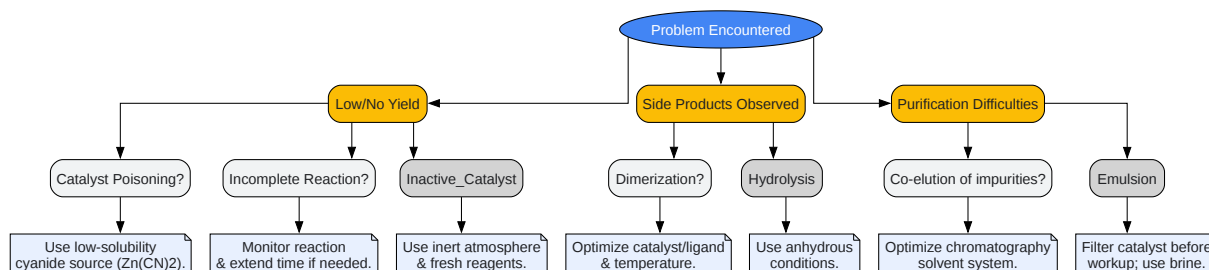 Problem Encountered
Low/No Yield
Side Products Observed
Purification Difficulties
Catalyst Poisoning?
Incomplete Reaction?
Inactive_Catalyst
Dimerization?
Hydrolysis
Co-elution of impurities?
Emulsion
Use low-solubility
cyanide source (Zn(CN)2).
Monitor reaction
& extend time if needed.
Use inert atmosphere
& fresh reagents.
Optimize catalyst/ligand
& temperature.
Use anhydrous
conditions.
Optimize chromatography
solvent system.
Filter catalyst before
workup; use brine.